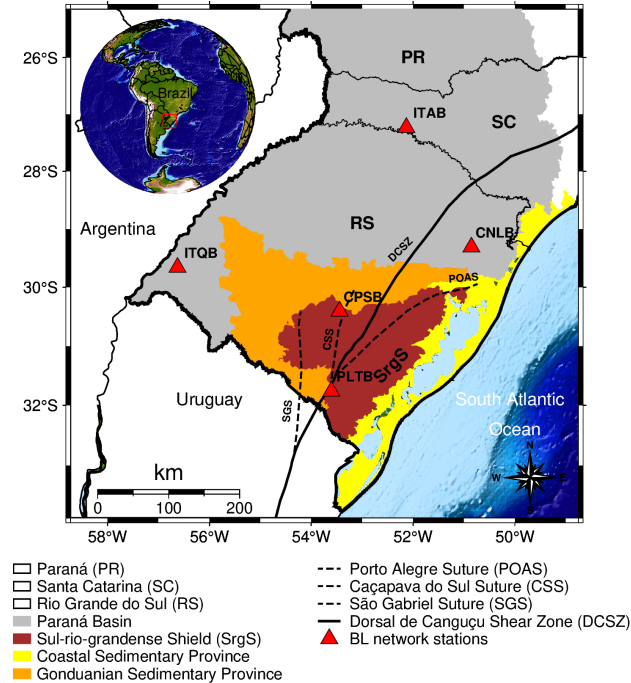 26°S
28°S
30°S
32°S
58°W
56°W
54°W
52°W
50°W
Brazil
PR
ITAB
SC
Argentina
RS
CNLB
DCSZ
ITQB
POAS
CPSB
CSS
SrgS
PLTB
SGS
Uruguay
South Atlantic
Ocean
N
W
E
S
km
0
100
200
Paraná (PR)
Santa Catarina (SC)
Rio Grande do Sul (RS)
Paraná Basin
Sul-rio-grandense Shield (SrgS)
Coastal Sedimentary Province
Gonduanian Sedimentary Province
Porto Alegre Suture (POAS)
Caçapava do Sul Suture (CSS)
São Gabriel Suture (SGS)
Dorsal de Canguçu Shear Zone (DCSZ)
BL network stations